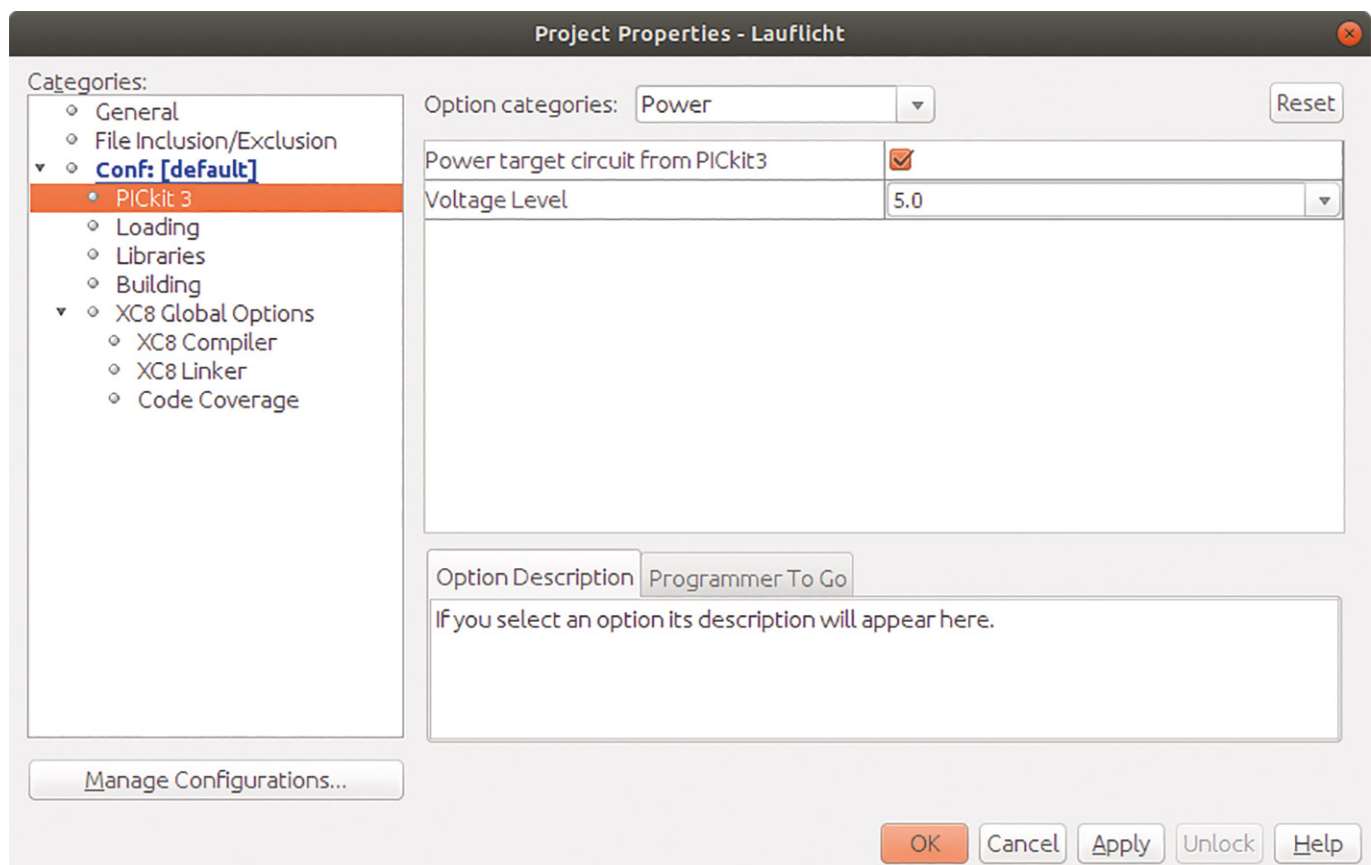 Project Properties - Lauflicht
Categories:
General
File Inclusion/Exclusion
Conf: [default]
PICkit 3
Loading
Libraries
Building
XC8 Global Options
XC8 Compiler
XC8 Linker
Code Coverage
Manage Configurations...
Option categories: Power Reset
Power target circuit from PICkit3
Voltage Level 5.0
Option Description Programmer To Go
If you select an option its description will appear here.
OK Cancel Apply Unlock Help